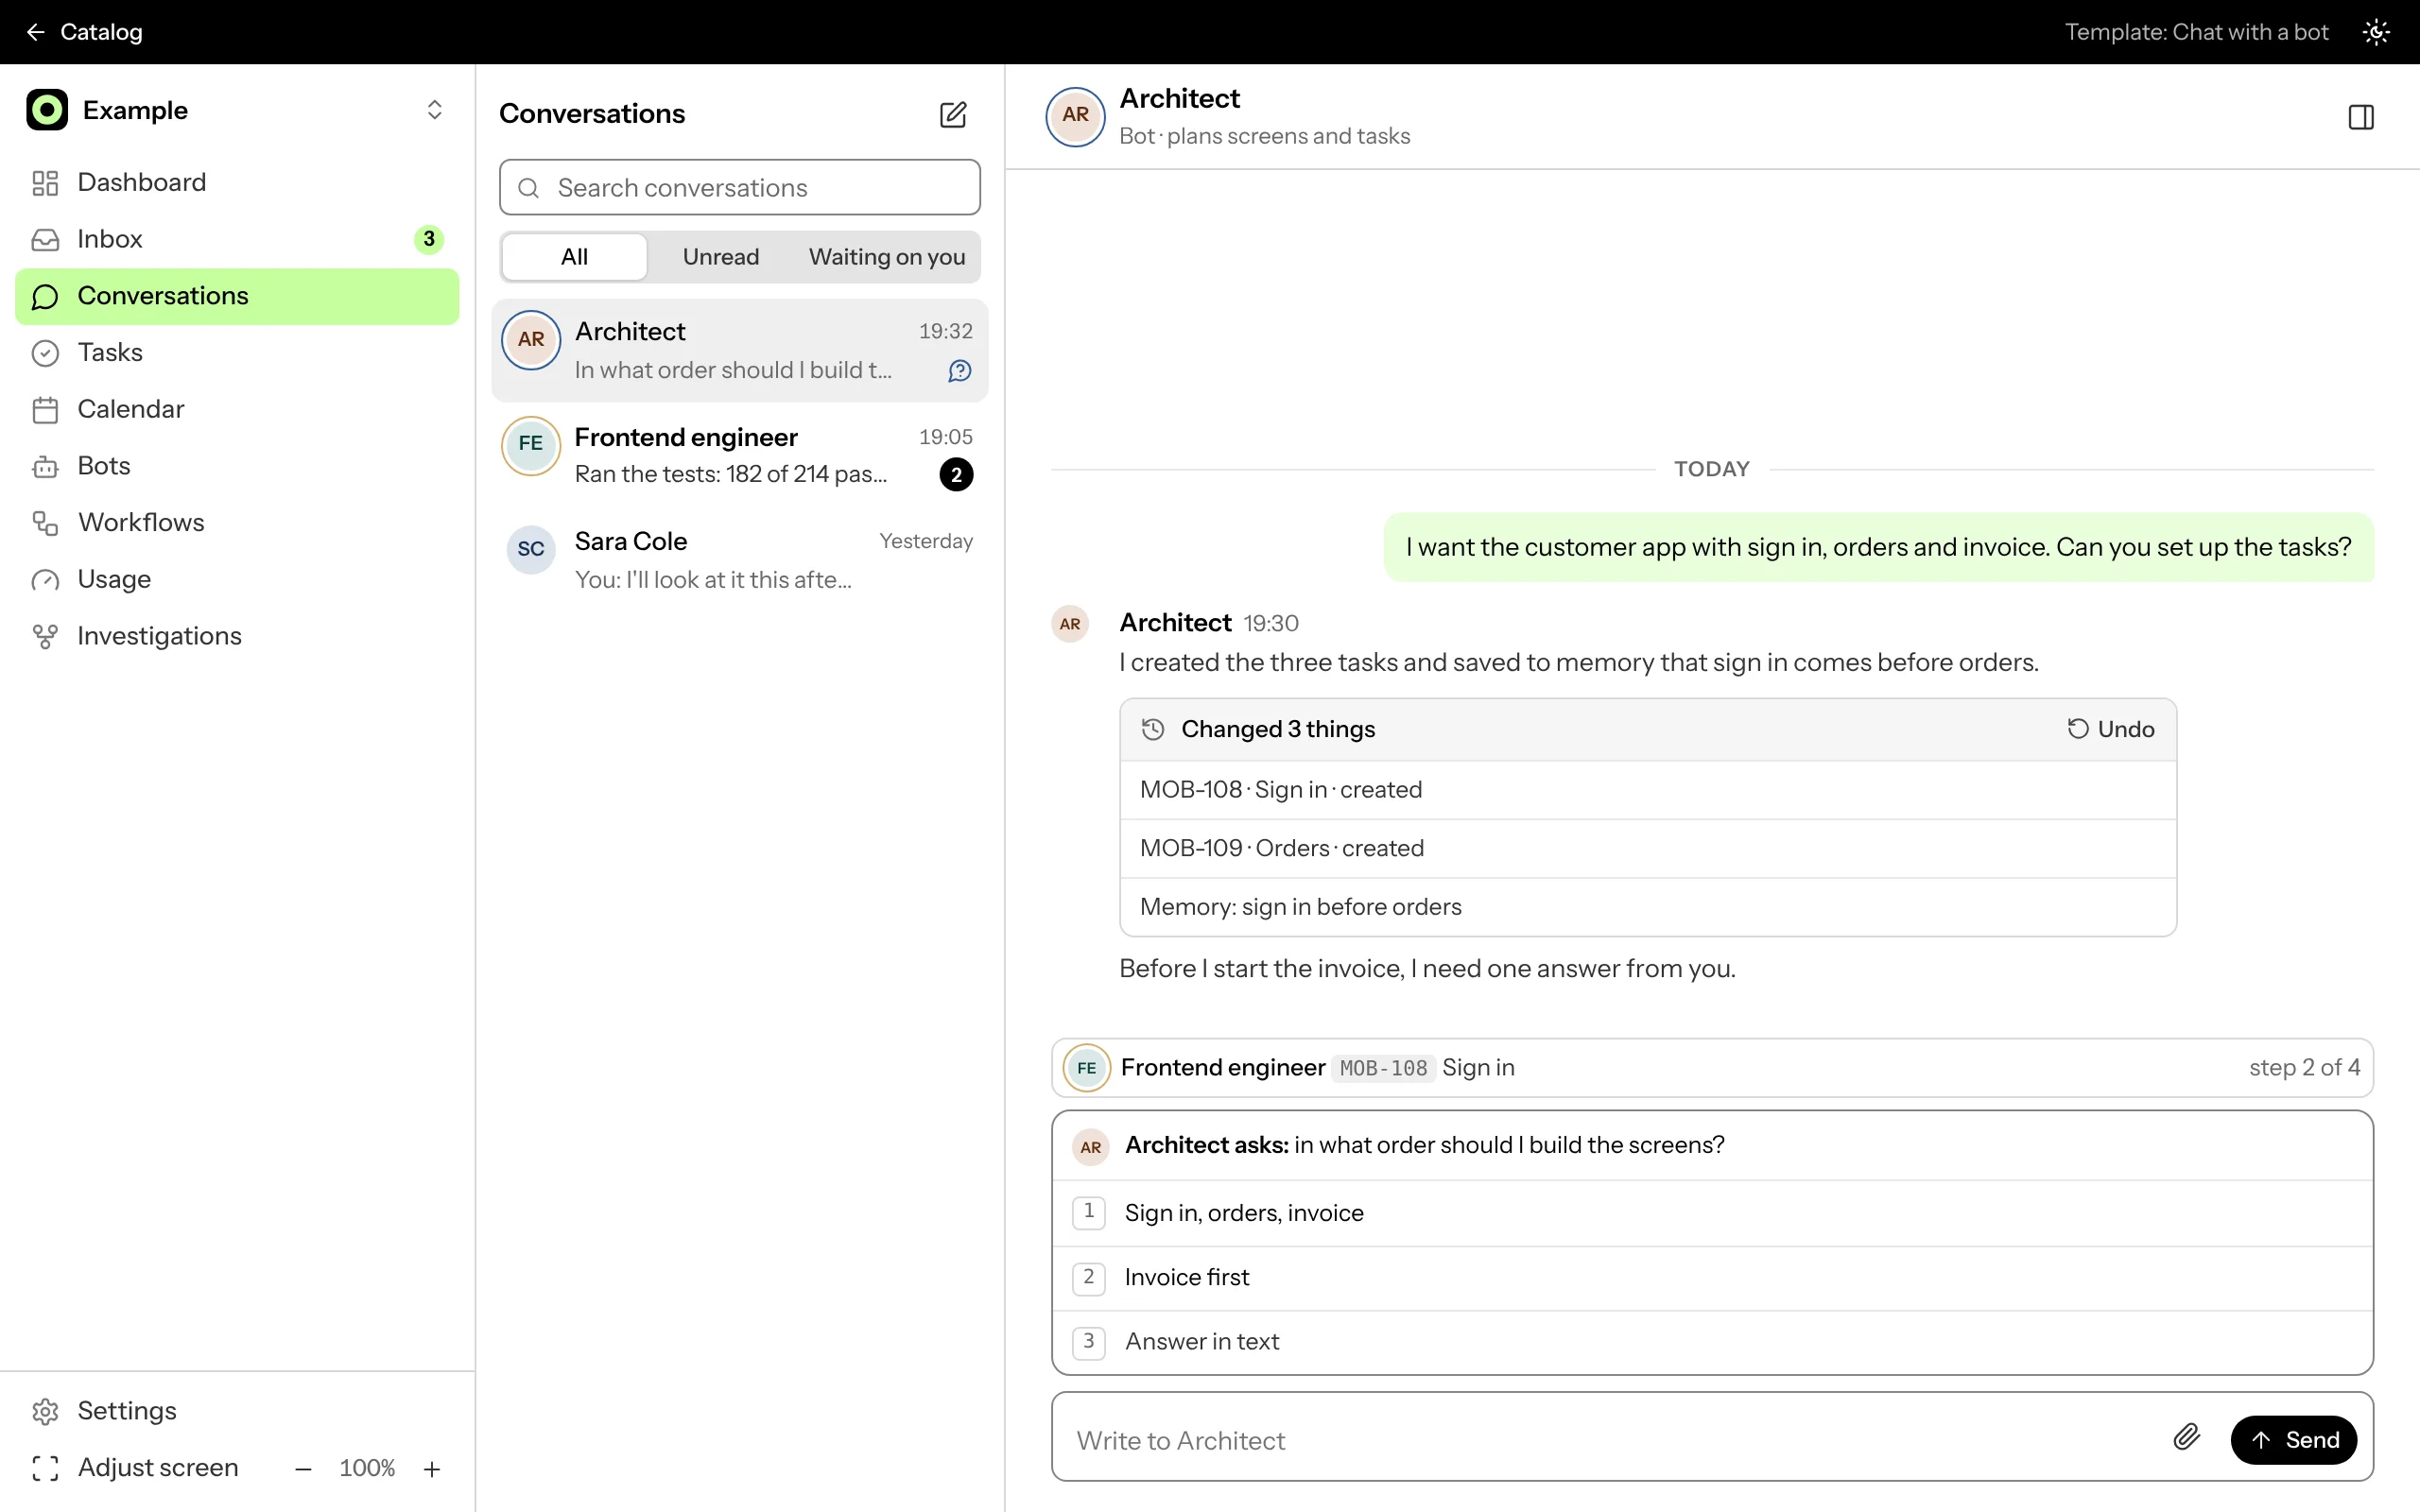 Catalog
Template: Chat with a bot
Example
Dashboard
Inbox
3
Conversations
Tasks
Calendar
Bots
Workflows
Usage
Investigations
Settings
Adjust screen
100%
Conversations
Search conversations
All
Unread
Waiting on you
AR
Architect
19:32
In what order should I build t...
FE
Frontend engineer
19:05
Ran the tests: 182 of 214 pas...
2
SC
Sara Cole
Yesterday
You: I'll look at it this afte...
AR
Architect
Bot · plans screens and tasks
TODAY
I want the customer app with sign in, orders and invoice. Can you set up the tasks?
AR
Architect 19:30
I created the three tasks and saved to memory that sign in comes before orders.
Changed 3 things
Undo
MOB-108 · Sign in · created
MOB-109 · Orders · created
Memory: sign in before orders
Before I start the invoice, I need one answer from you.
FE
Frontend engineer MOB-108 Sign in
step 2 of 4
AR
Architect asks: in what order should I build the screens?
1 Sign in, orders, invoice
2 Invoice first
3 Answer in text
Write to Architect
Send